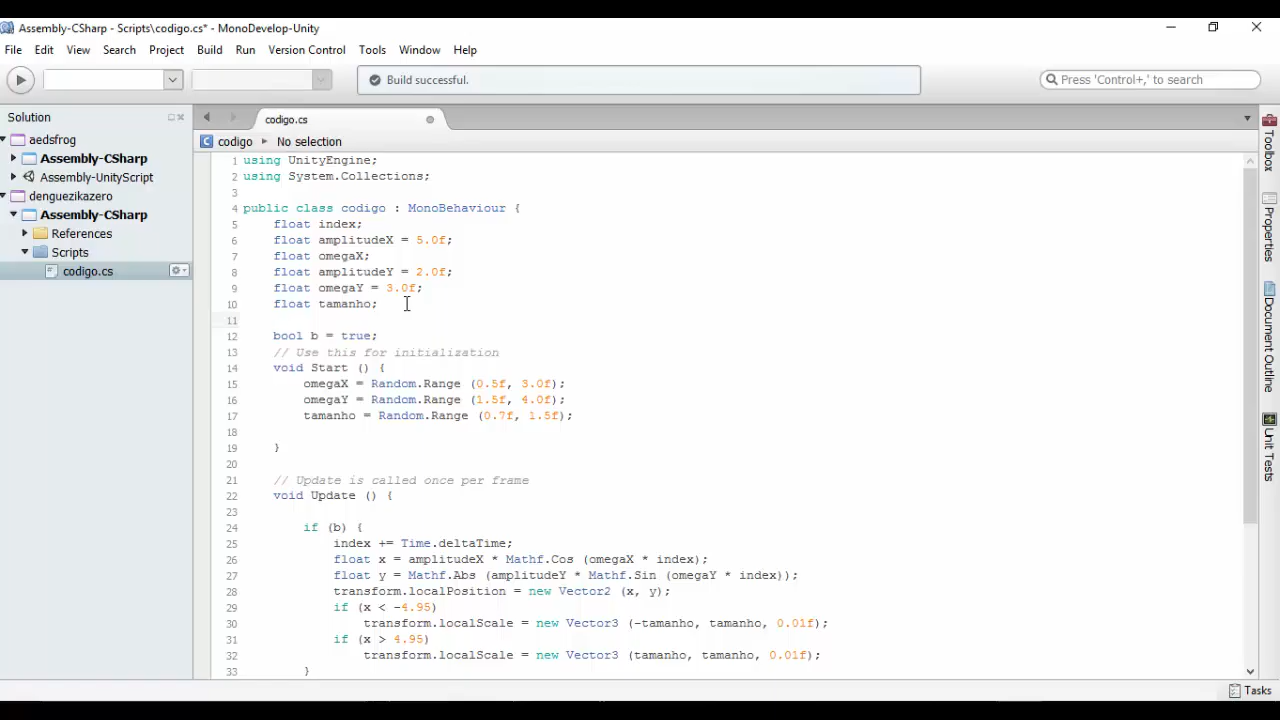 Assembly-CSharp - Scripts\codigo.cs* - MonoDevelop-Unity
File Edit View Search Project Build Run Version Control Tools Window Help
Build successful.
Press 'Control+,' to search
Solution
aedsfrog
Assembly-CSharp
Assembly-UnityScript
denguezikazero
Assembly-CSharp
References
Scripts
codigo.cs
codigo.cs
codigo No selection
1 using UnityEngine;
2 using System.Collections;
3
4 public class codigo : MonoBehaviour {
5 float index;
6 float amplitudeX = 5.0f;
7 float omegaX;
8 float amplitudeY = 2.0f;
9 float omegaY = 3.0f;
10 float tamanho;
11
12 bool b = true;
13 // Use this for initialization
14 void Start () {
15 omegaX = Random.Range (0.5f, 3.0f);
16 omegaY = Random.Range (1.5f, 4.0f);
17 tamanho = Random.Range (0.7f, 1.5f);
18
19 }
20
21 // Update is called once per frame
22 void Update () {
23
24 if (b) {
25 index += Time.deltaTime;
26 float x = amplitudeX * Mathf.Cos (omegaX * index);
27 float y = Mathf.Abs (amplitudeY * Mathf.Sin (omegaY * index));
28 transform.localPosition = new Vector2 (x, y);
29 if (x < -4.95)
30 transform.localScale = new Vector3 (-tamanho, tamanho, 0.01f);
31 if (x > 4.95)
32 transform.localScale = new Vector3 (tamanho, tamanho, 0.01f);
33 }
Toolbox
Properties
Document Outline
Unit Tests
Tasks